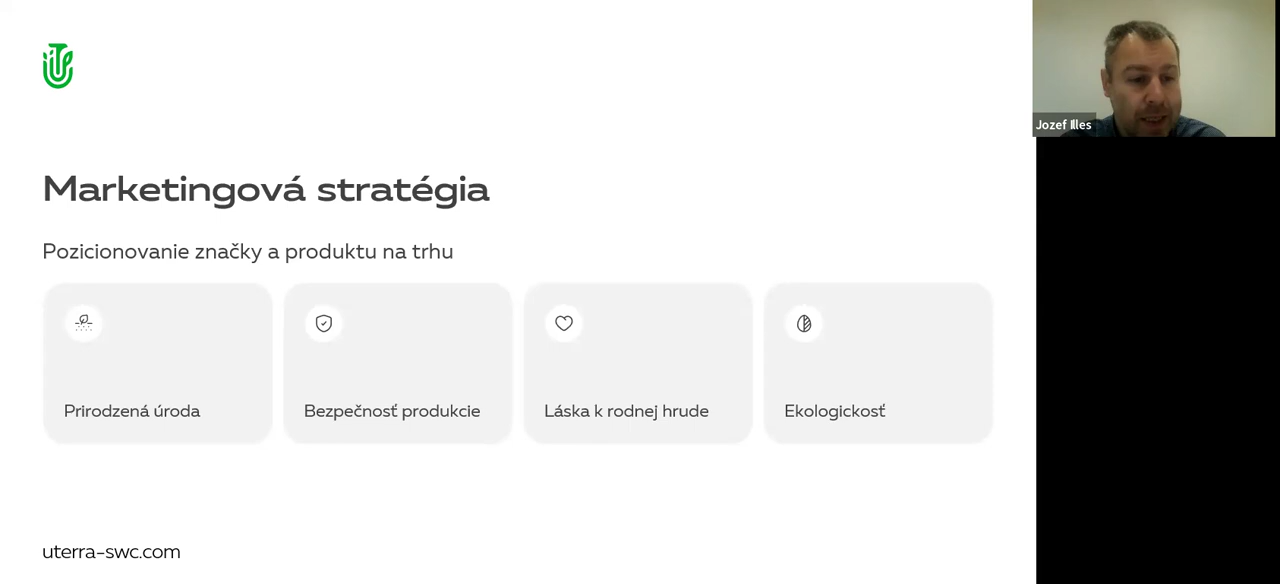 Marketingová stratégia
Pozicionovanie značky a produktu na trhu
Prirodzená úroda
Bezpečnosť produkcie
Láska k rodnej hrude
Ekologickosť
uterra-swc.com
Jozef Illes